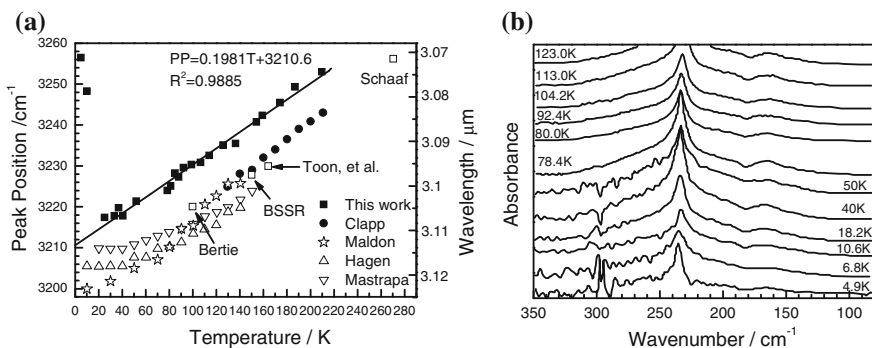 (a)
3260
3250
3240
3230
3220
3210
3200
Peak Position /cm⁻¹
PP=0.1981T+3210.6
R²=0.9885
Schaaf
Toon, et al.
BSSR
Bertie
This work
Clapp
Maldon
Hagen
Mastrapa
3.07
3.08
3.09
3.1
3.11
3.12
Wavelength / μm
0 20 40 60 80 100 120 140 160 180 200 220 240 260 280
Temperature / K
(b)
Absorbance
123.0K
113.0K
104.2K
92.4K
80.0K
78.4K
50K
40K
18.2K
10.6K
6.8K
4.9K
350 300 250 200 150 100
Wavenumber / cm⁻¹